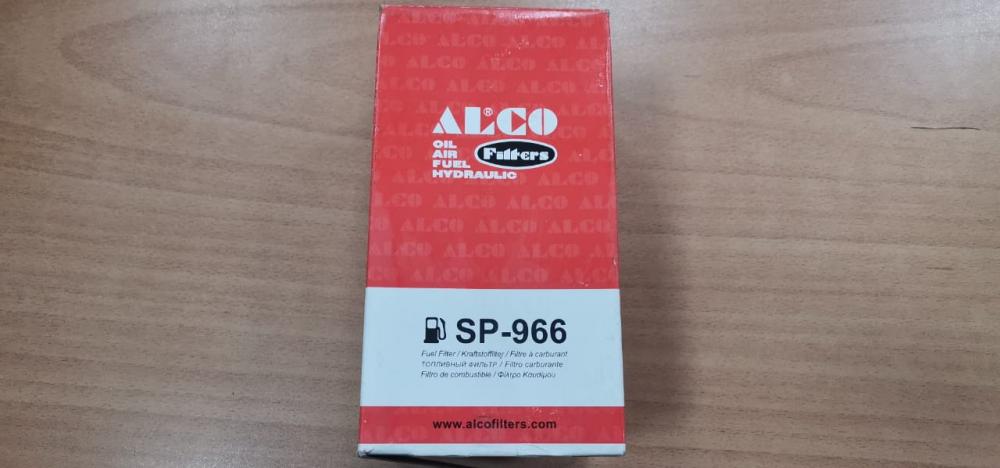 ALCO®
OIL
AIR
FUEL
HYDRAULIC
Filters
SP-966
Fuel Filter / Kraftstoffilter / Filtre à carburant
ТОПЛИВНЫЙ ФИЛЬТР / Filtro carburante
Filtro de combustible / Φίλτρο Καυσίμου
www.alcofilters.com